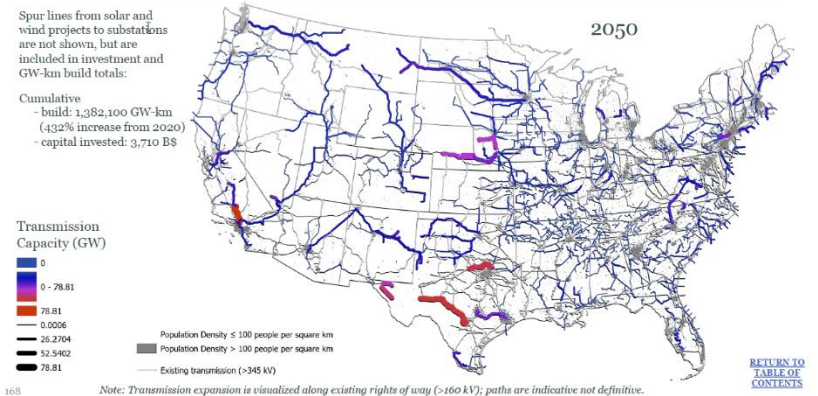 Spur lines from solar and
wind projects to substations
are not shown, but are
included in investment and
GW-km build totals:
Cumulative
- build: 1,382,100 GW-km
(432% increase from 2020)
- capital invested: 3,710 B$
2050
Transmission
Capacity (GW)
0
0 - 78.81
78.81
0.0006
26.2704
52.5402
78.81
Population Density ≤ 100 people per square km
Population Density > 100 people per square km
Existing transmission (>345 kV)
RETURN TO
TABLE OF
CONTENTS
168
Note: Transmission expansion is visualized along existing rights of way (>160 kV); paths are indicative not definitive.